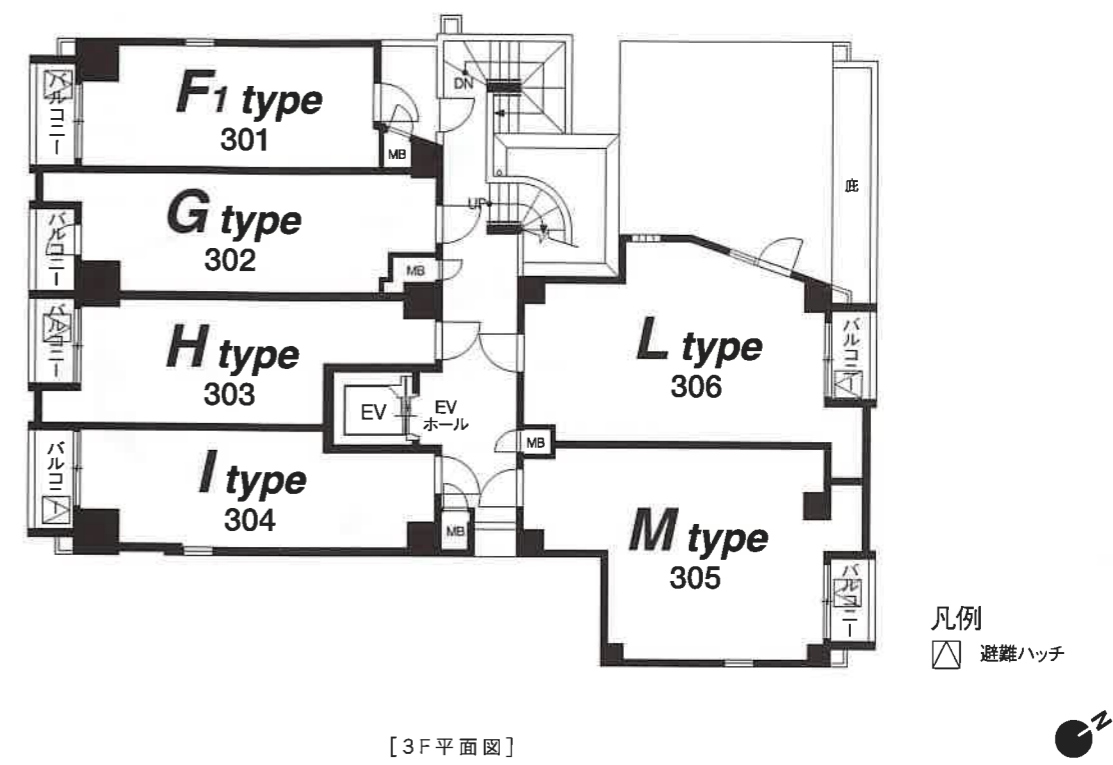 F1 type
301
バルコニー
MB
DN
UP
G type
302
バルコニー
MB
H type
303
バルコニー
EV
EV
ホール
I type
304
バルコニー
MB
庇
L type
306
バルコニー
MB
M type
305
バルコニー
凡例
避難ハッチ
[3F平面図]
N